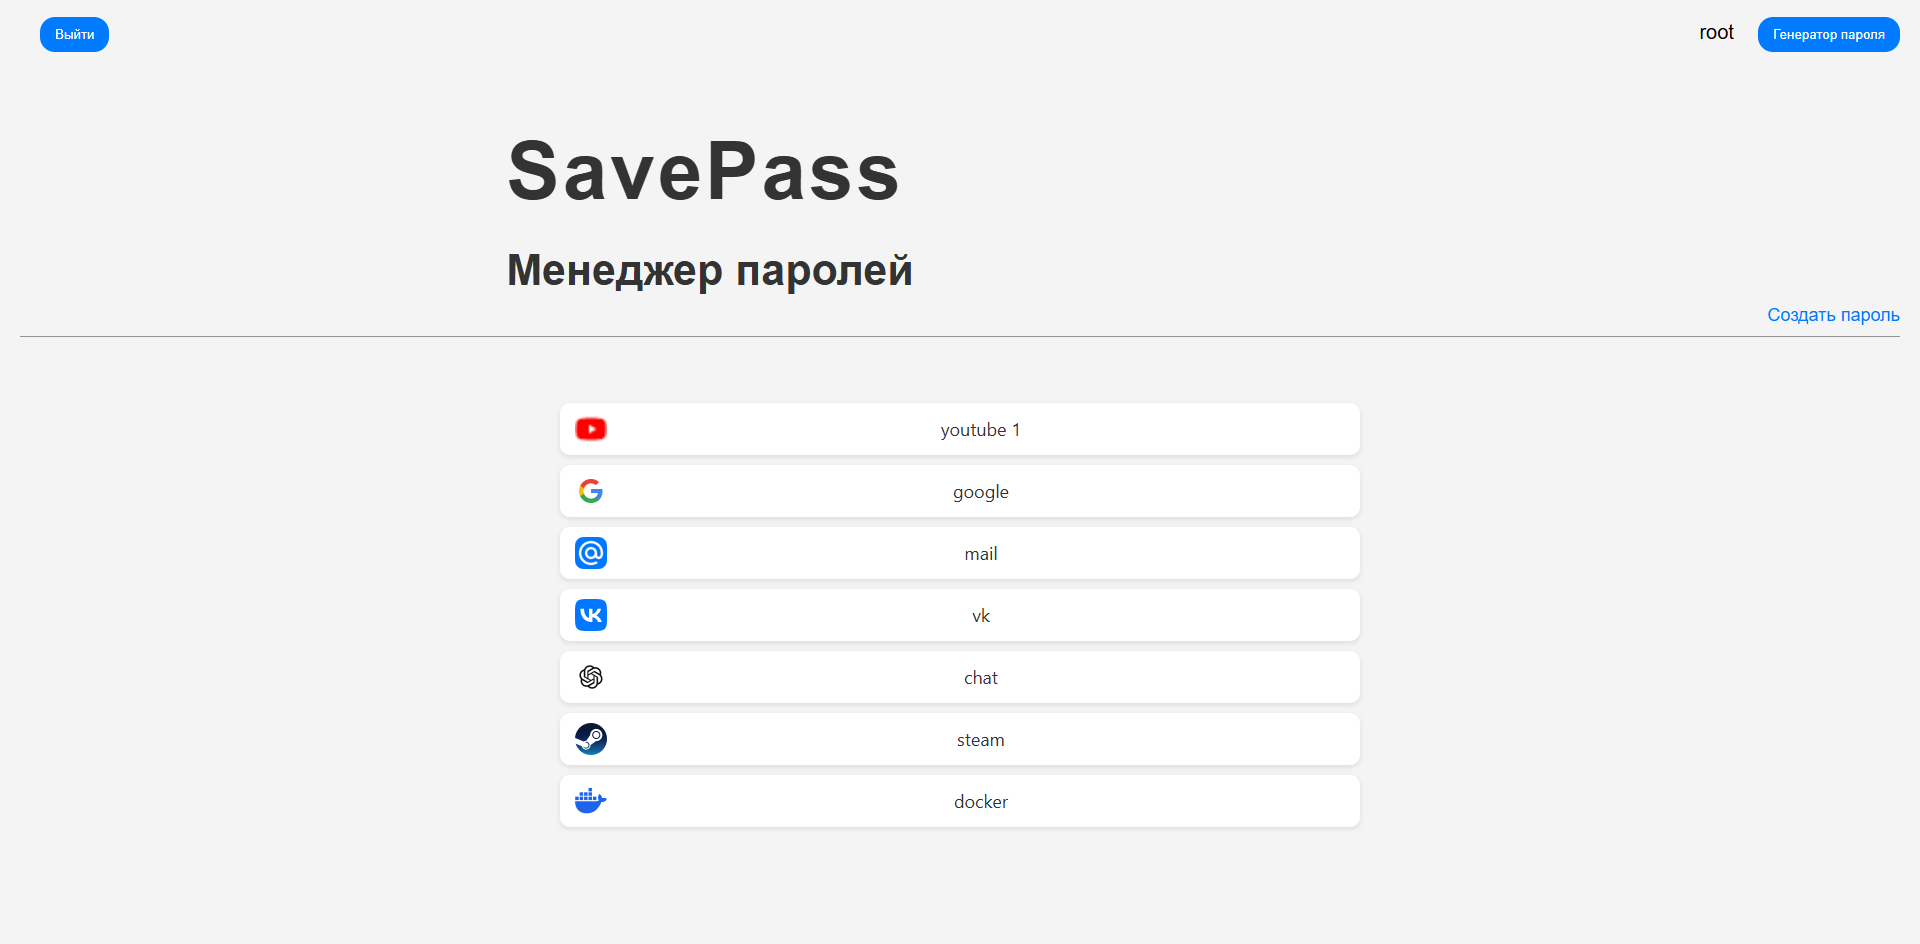 Выйти
root
Генератор пароля
SavePass
Менеджер паролей
Создать пароль
youtube 1
google
mail
vk
chat
steam
docker